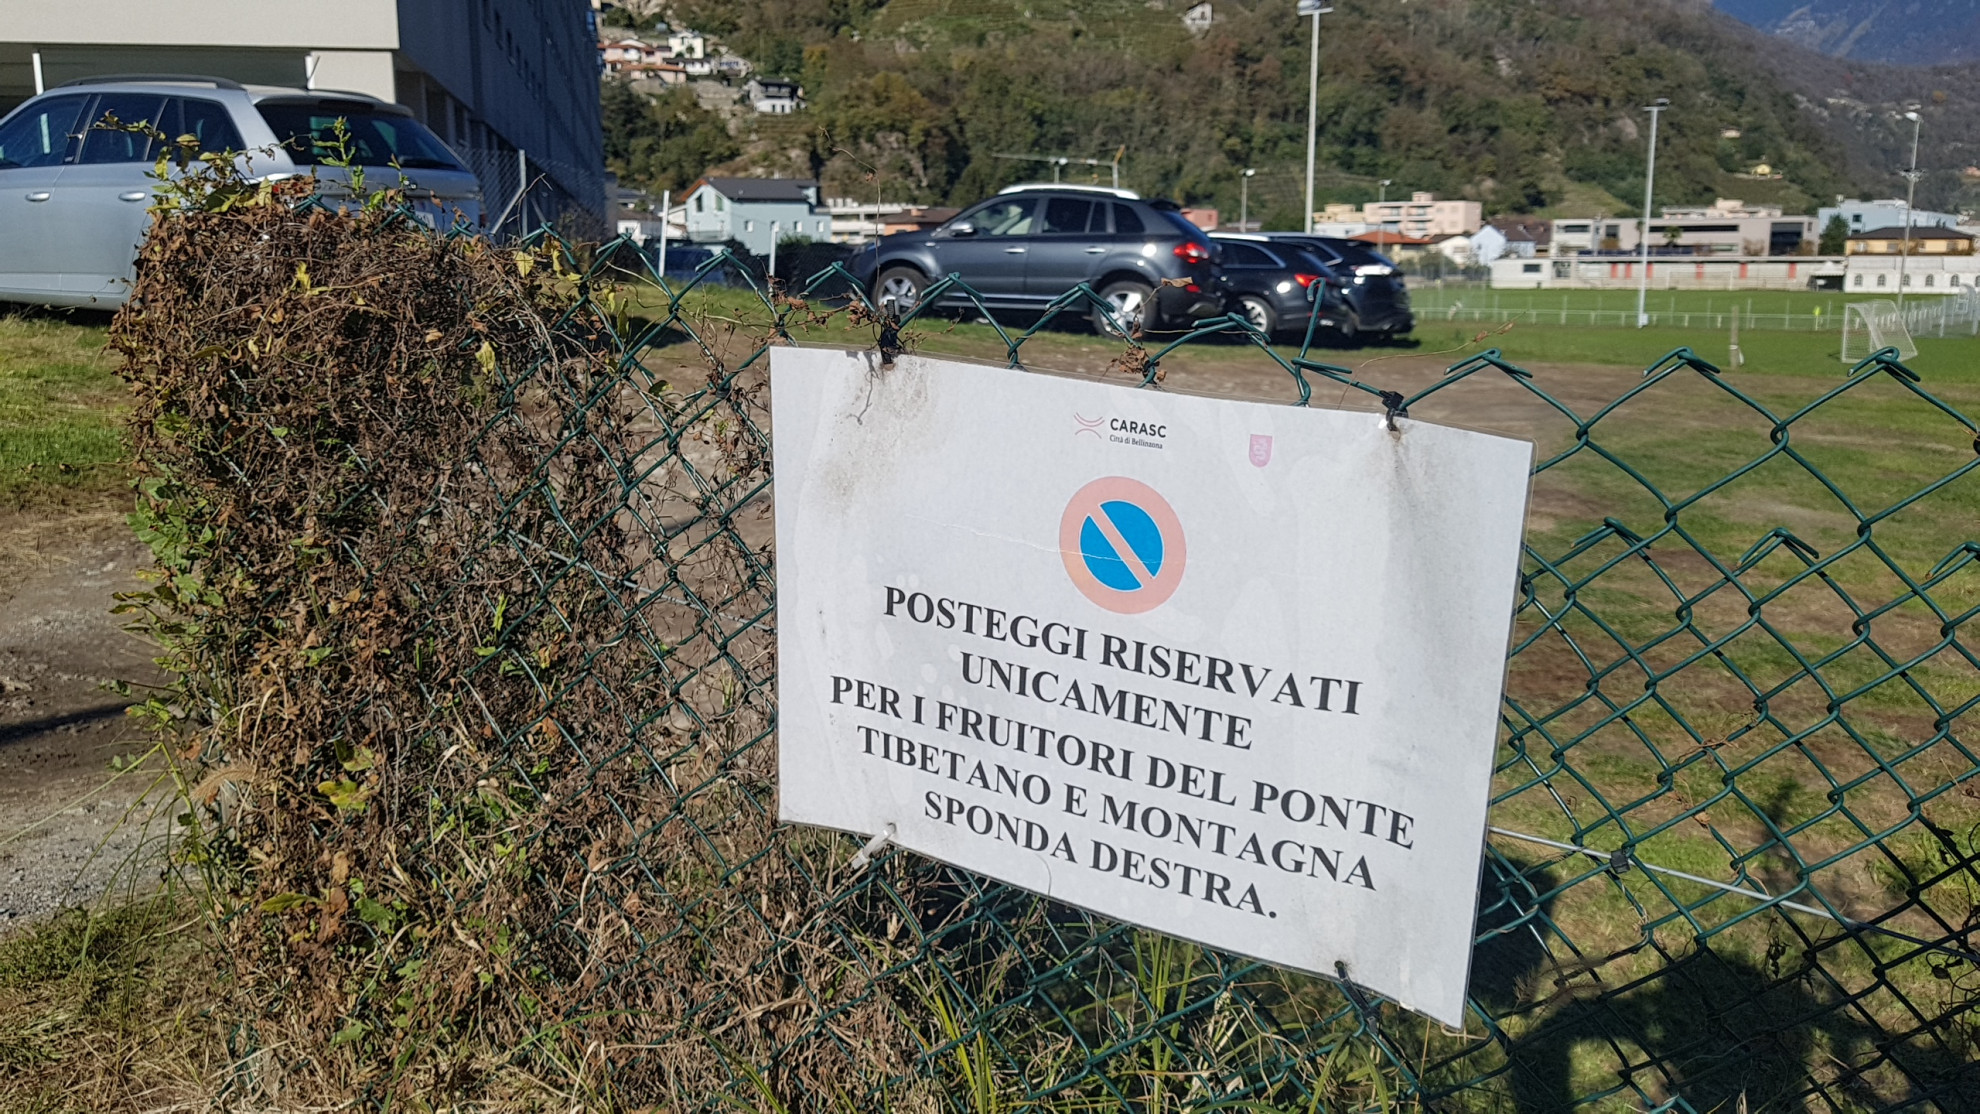 CARASC
Città di Bellinzona
POSTEGGI RISERVATI
UNICAMENTE
PER I FRUITORI DEL PONTE
TIBETANO E MONTAGNA
SPONDA DESTRA.